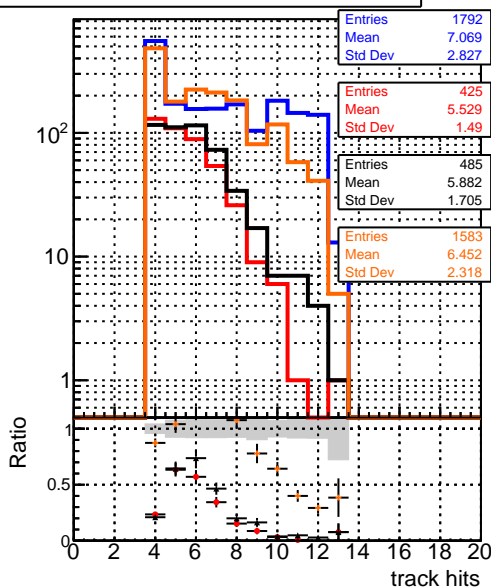 Entries 1792
Mean 7.069
Std Dev 2.827
Entries 425
Mean 5.529
Std Dev 1.49
Entries 485
Mean 5.882
Std Dev 1.705
Entries 1583
Mean 6.452
Std Dev 2.318
10²
10
1
Ratio
1
0.5
0
0 2 4 6 8 10 12 14 16 18 20
track hits